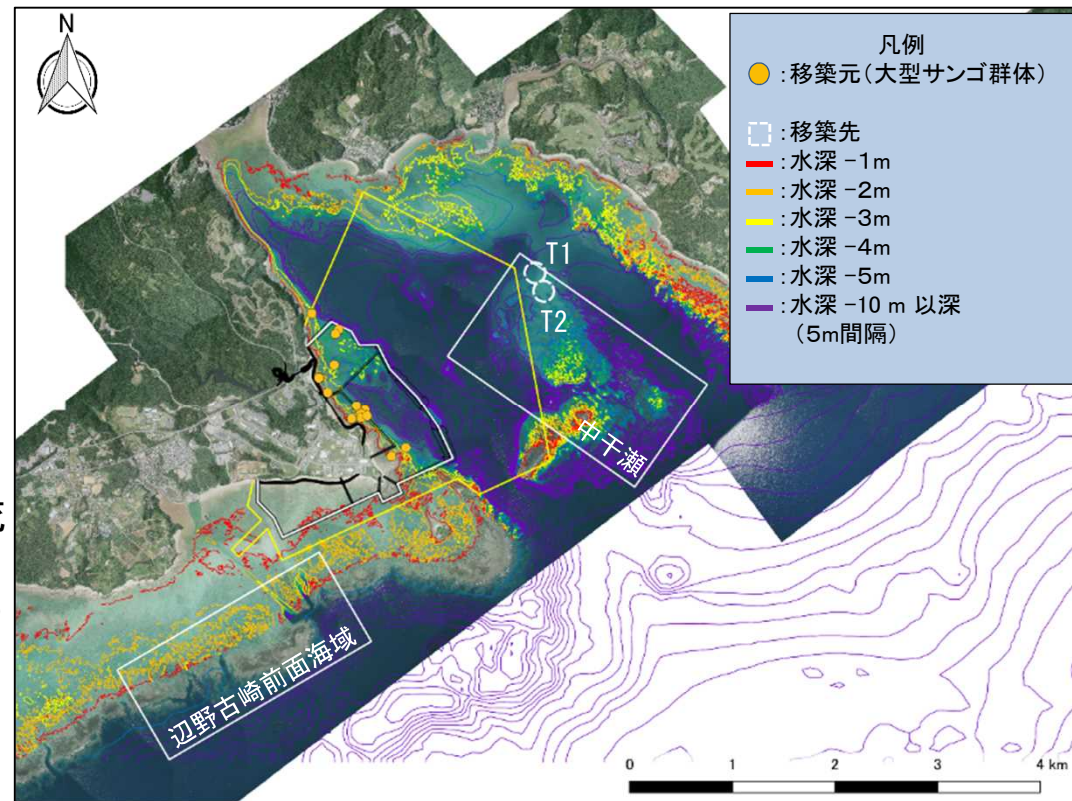 N
凡例
：移築元（大型サンゴ群体）
：移築先
：水深 -1m
：水深 -2m
：水深 -3m
：水深 -4m
：水深 -5m
：水深 -10 m 以深
（5m間隔）
T1
T2
中干瀬
辺野古崎前面海域
0 1 2 3 4 km